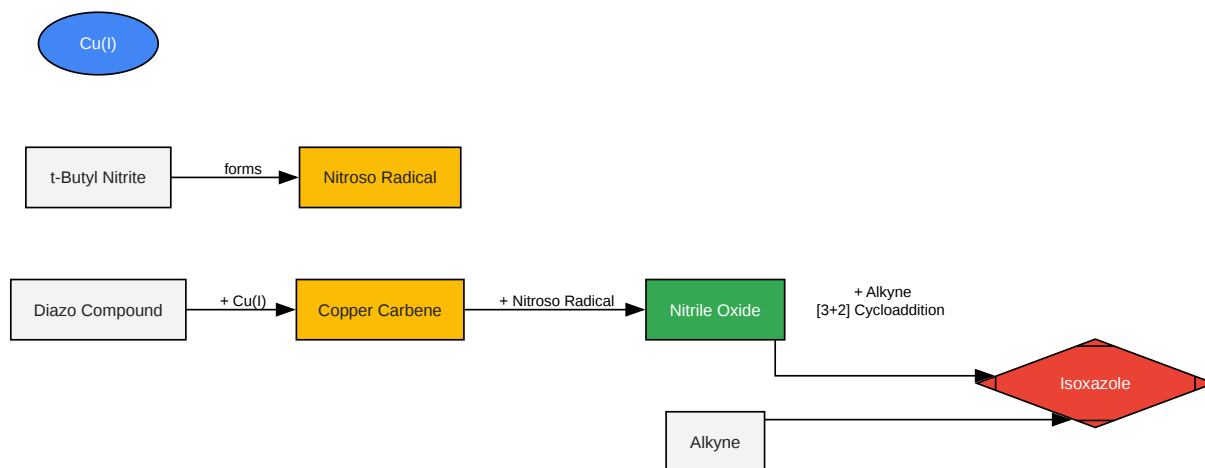 Cu(I)
t-Butyl Nitrite
forms
Nitroso Radical
Diazo Compound
+ Cu(I)
Copper Carbene
+ Nitroso Radical
Nitrile Oxide
+ Alkyne
[3+2] Cycloaddition
Isoxazole
Alkyne